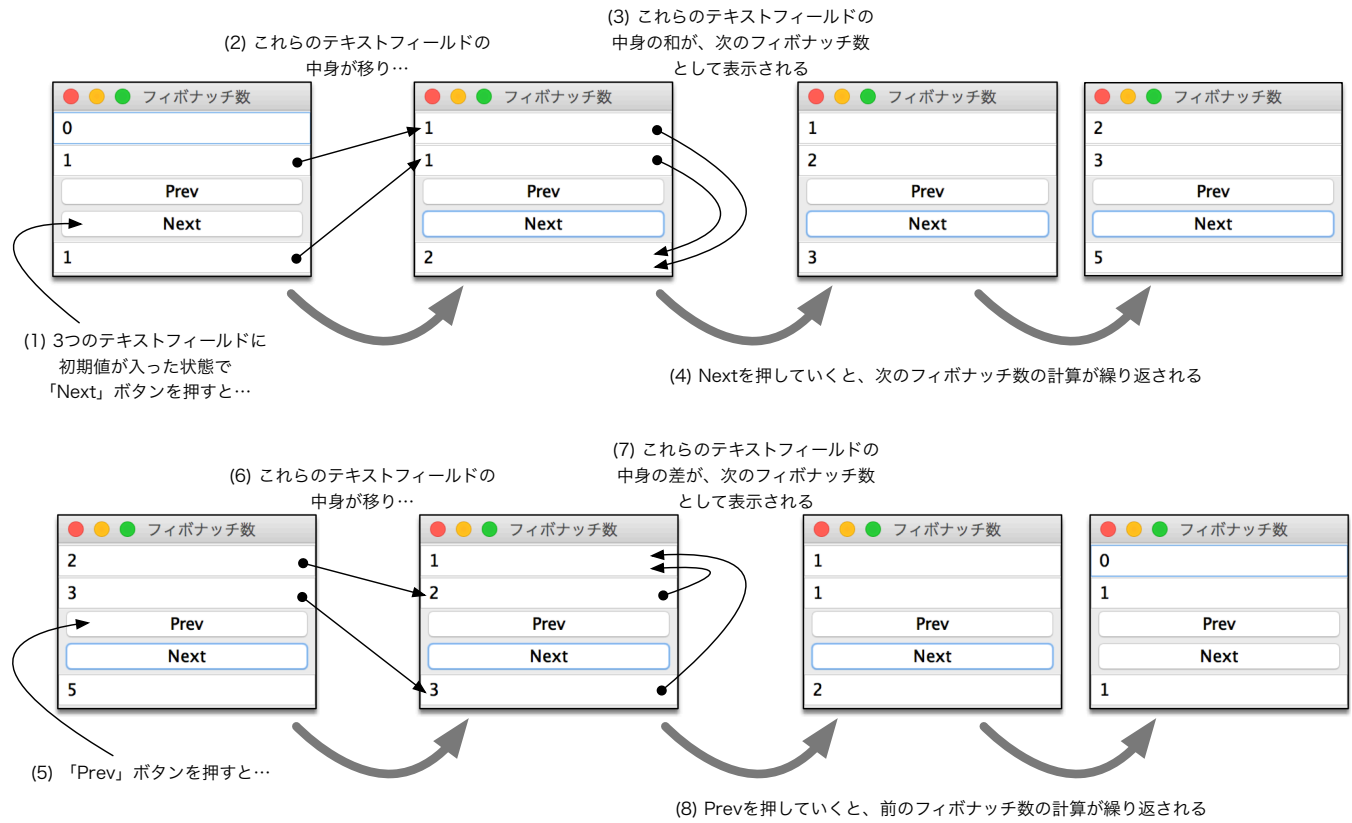 (2) これらのテキストフィールドの
中身が移り…
(3) これらのテキストフィールドの
中身の和が、次のフィボナッチ数
として表示される
フィボナッチ数
0
1
Prev
Next
1
フィボナッチ数
1
1
Prev
Next
2
フィボナッチ数
1
2
Prev
Next
3
フィボナッチ数
2
3
Prev
Next
5
(1) 3つのテキストフィールドに
初期値が入った状態で
「Next」ボタンを押すと…
(4) Nextを押していくと、次のフィボナッチ数の計算が繰り返される
(6) これらのテキストフィールドの
中身が移り…
(7) これらのテキストフィールドの
中身の差が、次のフィボナッチ数
として表示される
フィボナッチ数
2
3
Prev
Next
5
フィボナッチ数
1
2
Prev
Next
3
フィボナッチ数
1
1
Prev
Next
2
フィボナッチ数
0
1
Prev
Next
1
(5) 「Prev」ボタンを押すと…
(8) Prevを押していくと、前のフィボナッチ数の計算が繰り返される